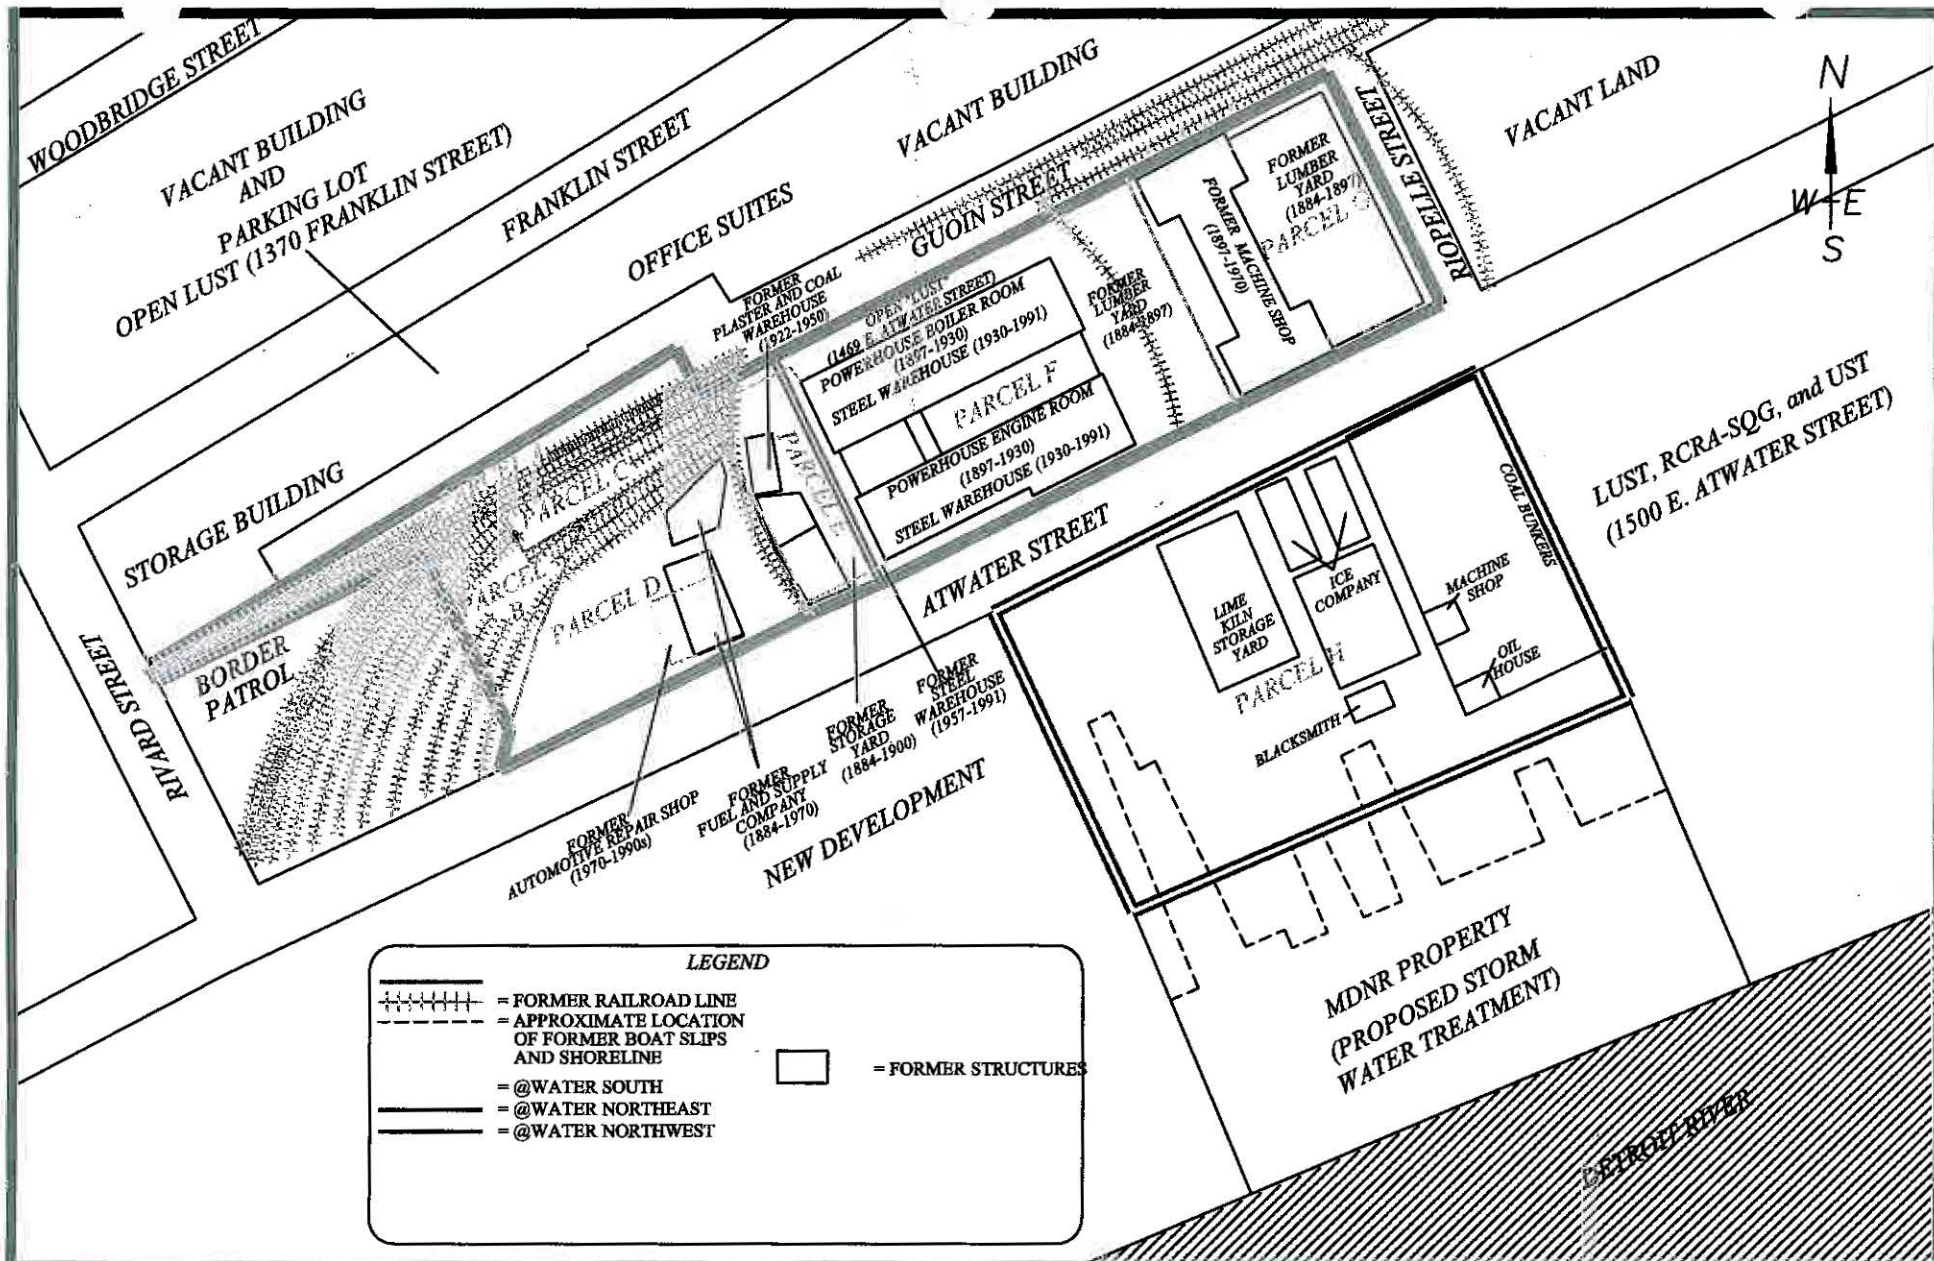 WOODBRIDGE STREET
VACANT BUILDING
AND
PARKING LOT
OPEN LUST (1370 FRANKLIN STREET)
FRANKLIN STREET
OFFICE SUITES
VACANT BUILDING
GUOIN STREET
RIOPELLE STREET
VACANT LAND
N
W E
S
FORMER
PLASTER AND COAL
WAREHOUSE
(1922-1950)
OPEN "LUST"
(1469 E. ATWATER STREET)
POWERHOUSE BOILER ROOM
(1897-1930)
STEEL WAREHOUSE (1930-1991)
PARCEL F
POWERHOUSE ENGINE ROOM
(1897-1930)
STEEL WAREHOUSE (1930-1991)
FORMER
LUMBER
YARD
(1884-1897)
FORMER MACHINE SHOP
(1897-1970)
FORMER
LUMBER
YARD
(1884-1897)
PARCEL G
STORAGE BUILDING
PARCEL C
PARCEL
B
PARCEL D
PARCEL E
BORDER
PATROL
RIVARD STREET
ATWATER STREET
FORMER
AUTOMOTIVE REPAIR SHOP
(1970-1990s)
FORMER
FUEL AND SUPPLY
COMPANY
(1884-1970)
FORMER
STORAGE
YARD
(1884-1900)
FORMER
STEEL
WAREHOUSE
(1957-1991)
NEW DEVELOPMENT
LIME
KILN
STORAGE
YARD
ICE
COMPANY
MACHINE
SHOP
OIL
HOUSE
COAL BUNKERS
PARCEL H
BLACKSMITH
LUST, RCRA-SQG, and UST
(1500 E. ATWATER STREET)
MDNR PROPERTY
(PROPOSED STORM
WATER TREATMENT)
DETROIT RIVER
LEGEND
= FORMER RAILROAD LINE
= APPROXIMATE LOCATION
OF FORMER BOAT SLIPS
AND SHORELINE
= @WATER SOUTH
= @WATER NORTHEAST
= @WATER NORTHWEST
= FORMER STRUCTURES